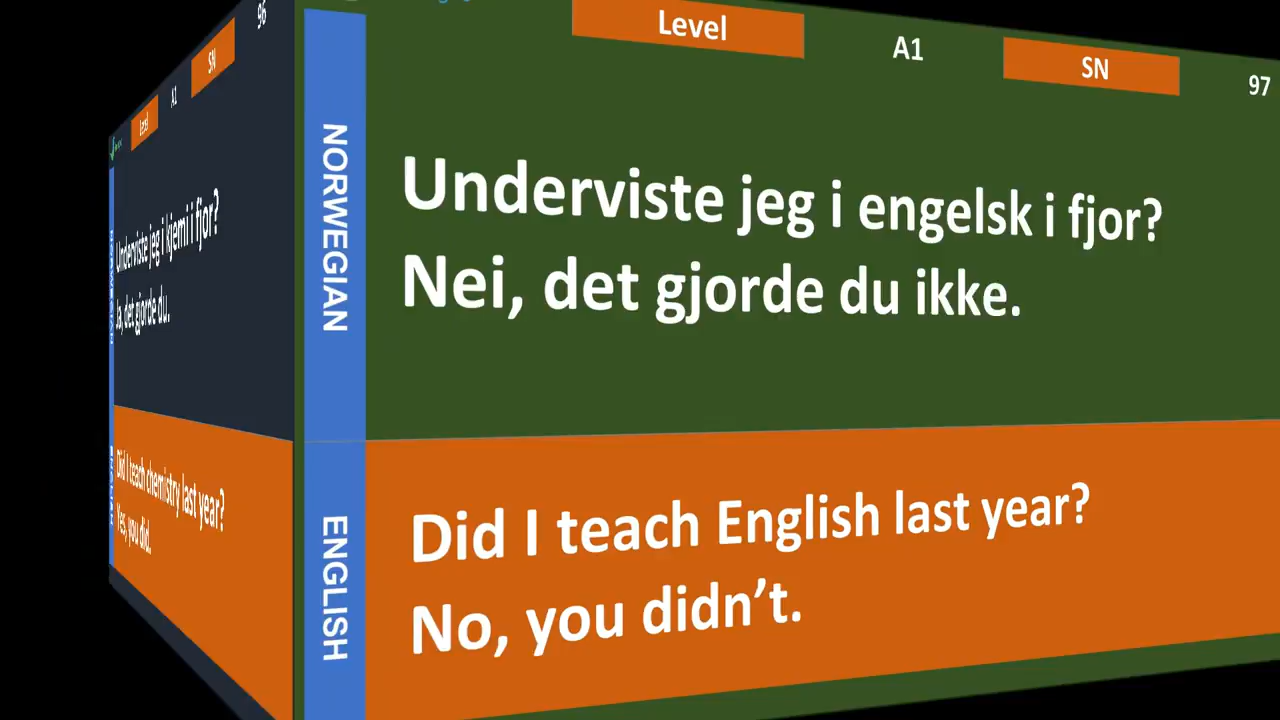 96
SN
A1
Level
NORWEGIAN
Underviste jeg i kjemi i fjor?
Ja, det gjorde du.
ENGLISH
Did I teach chemistry last year?
Yes, you did.
Level
A1
SN
97
NORWEGIAN
Underviste jeg i engelsk i fjor?
Nei, det gjorde du ikke.
ENGLISH
Did I teach English last year?
No, you didn’t.